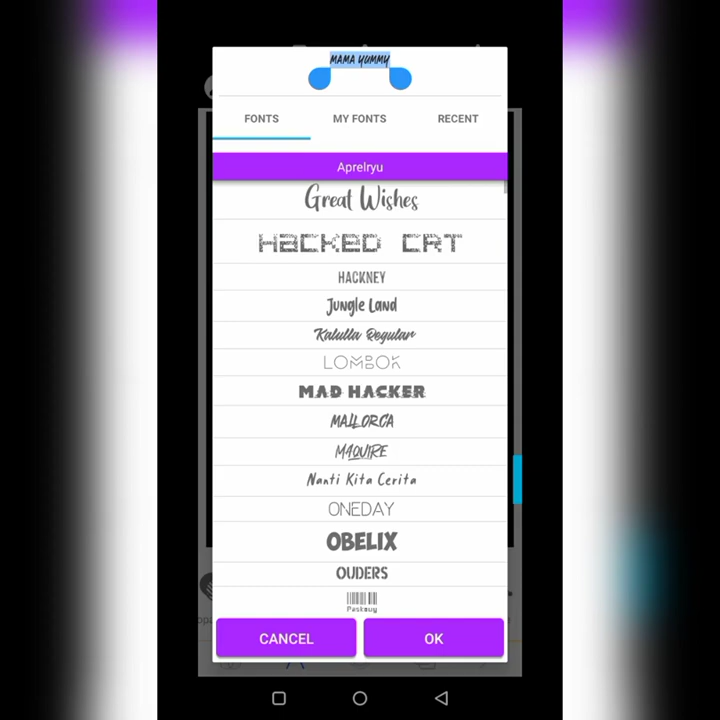 MAMA YUMMY
FONTS MY FONTS RECENT
Aprelryu
Great Wishes
HACKED CRT
HACKNEY
Jungle Land
Kalulla Regular
LOMBOK
MAD HACKER
MALLORCA
MAQUIRE
Nanti Kita Cerita
ONEDAY
OBELIX
OUDERS
Paskbuy
CANCEL OK